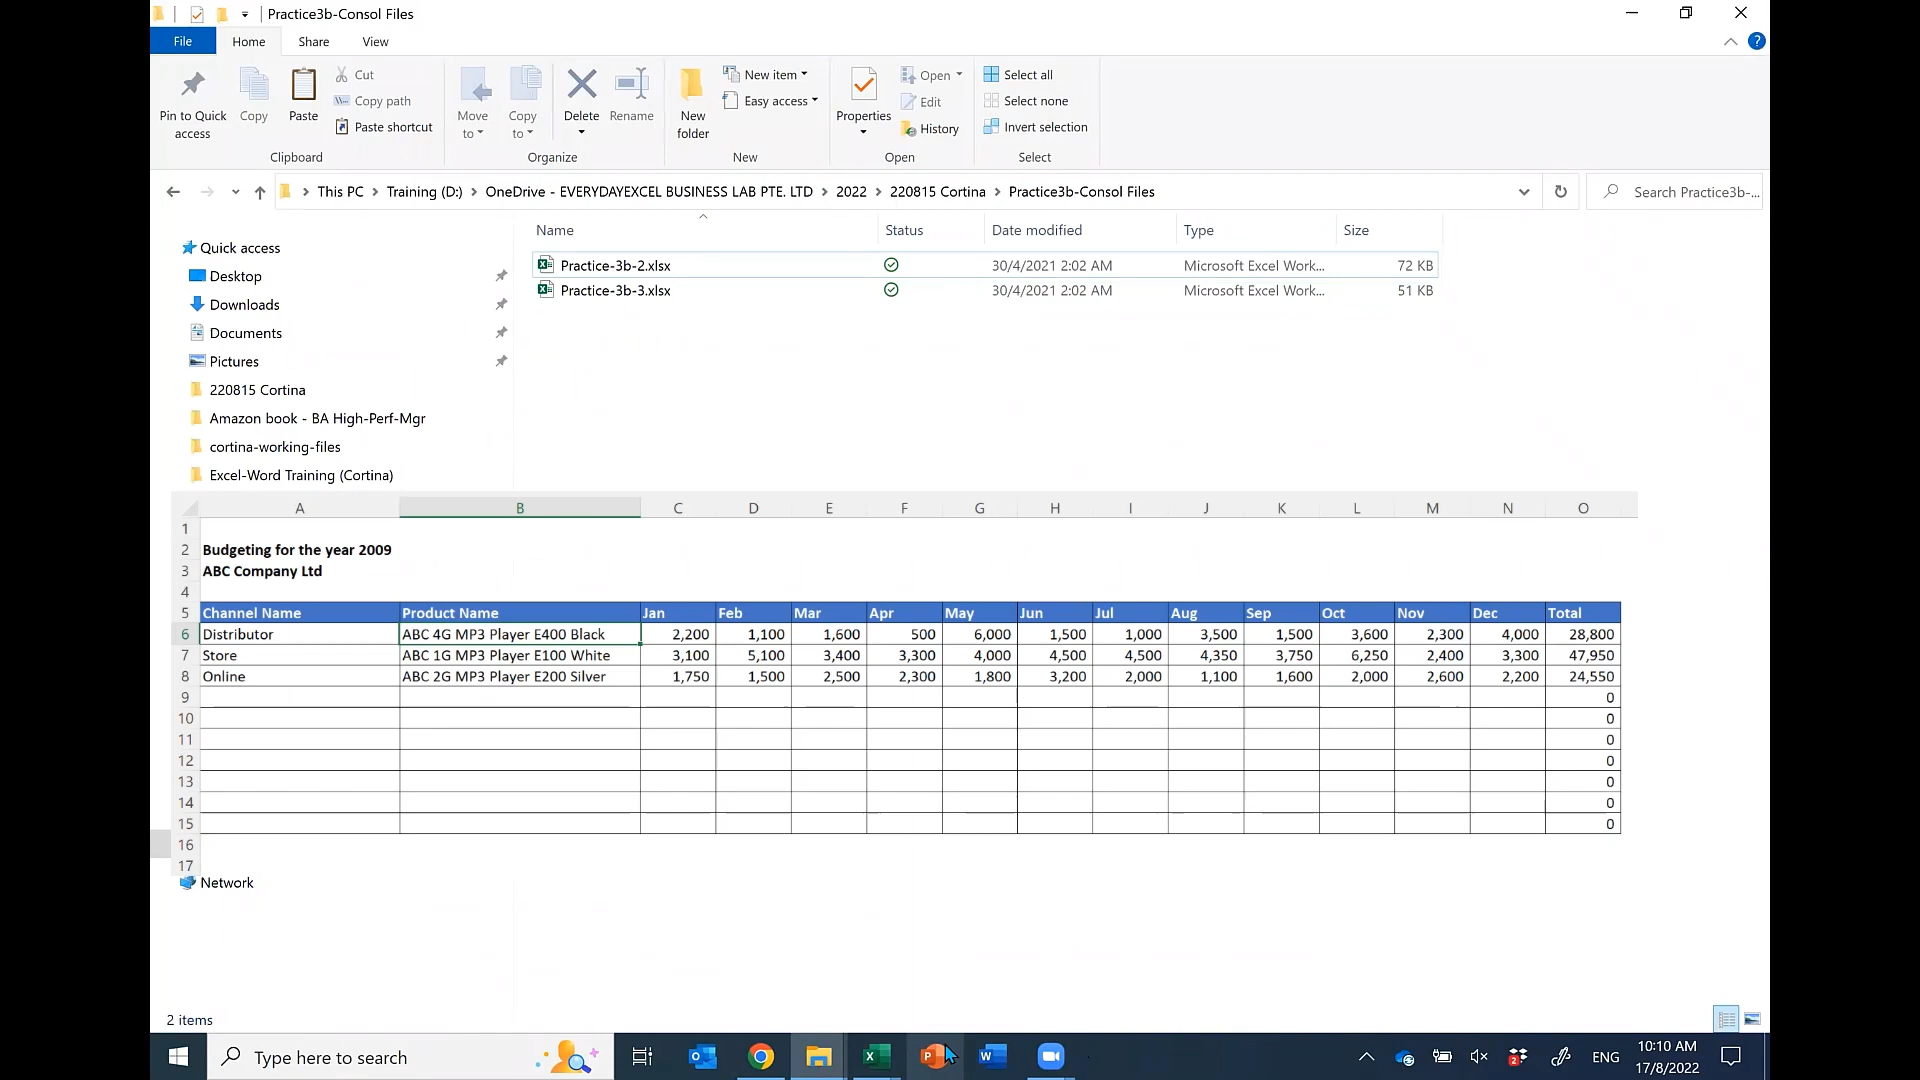 Practice3b-Consol Files
File Home Share View
Pin to Quick access
Copy
Paste
Cut
Copy path
Paste shortcut
Clipboard
Move to
Copy to
Delete
Rename
Organize
New folder
New item
Easy access
New
Properties
Open
Edit
History
Open
Select all
Select none
Invert selection
Select
This PC > Training (D:) > OneDrive - EVERYDAYEXCEL BUSINESS LAB PTE. LTD > 2022 > 220815 Cortina > Practice3b-Consol Files
Search Practice3b-...
Name Status Date modified Type Size
Practice-3b-2.xlsx 30/4/2021 2:02 AM Microsoft Excel Work... 72 KB
Practice-3b-3.xlsx 30/4/2021 2:02 AM Microsoft Excel Work... 51 KB
Quick access
Desktop
Downloads
Documents
Pictures
220815 Cortina
Amazon book - BA High-Perf-Mgr
cortina-working-files
Excel-Word Training (Cortina)
A B C D E F G H I J K L M N O
1
2 Budgeting for the year 2009
3 ABC Company Ltd
4
5 Channel Name Product Name Jan Feb Mar Apr May Jun Jul Aug Sep Oct Nov Dec Total
6 Distributor ABC 4G MP3 Player E400 Black 2,200 1,100 1,600 500 6,000 1,500 1,000 3,500 1,500 3,600 2,300 4,000 28,800
7 Store ABC 1G MP3 Player E100 White 3,100 5,100 3,400 3,300 4,000 4,500 4,500 4,350 3,750 6,250 2,400 3,300 47,950
8 Online ABC 2G MP3 Player E200 Silver 1,750 1,500 2,500 2,300 1,800 3,200 2,000 1,100 1,600 2,000 2,600 2,200 24,550
9 0
10 0
11 0
12 0
13 0
14 0
15 0
16
17
Network
2 items
Type here to search
ENG
10:10 AM
17/8/2022